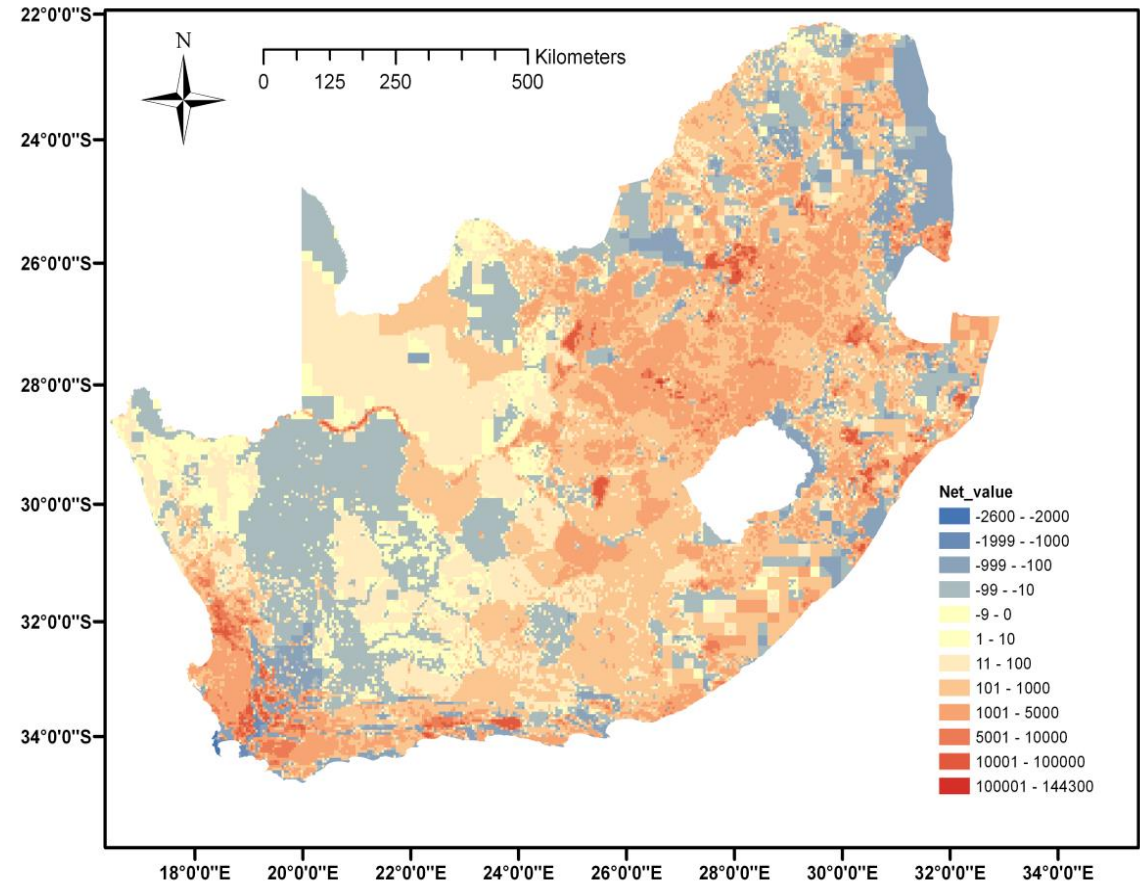 22°0'0"S
N
Kilometers
0 125 250 500
24°0'0"S
26°0'0"S
28°0'0"S
30°0'0"S
32°0'0"S
34°0'0"S
Net_value
-2600 - -2000
-1999 - -1000
-999 - -100
-99 - -10
-9 - 0
1 - 10
11 - 100
101 - 1000
1001 - 5000
5001 - 10000
10001 - 100000
100001 - 144300
18°0'0"E 20°0'0"E 22°0'0"E 24°0'0"E 26°0'0"E 28°0'0"E 30°0'0"E 32°0'0"E 34°0'0"E